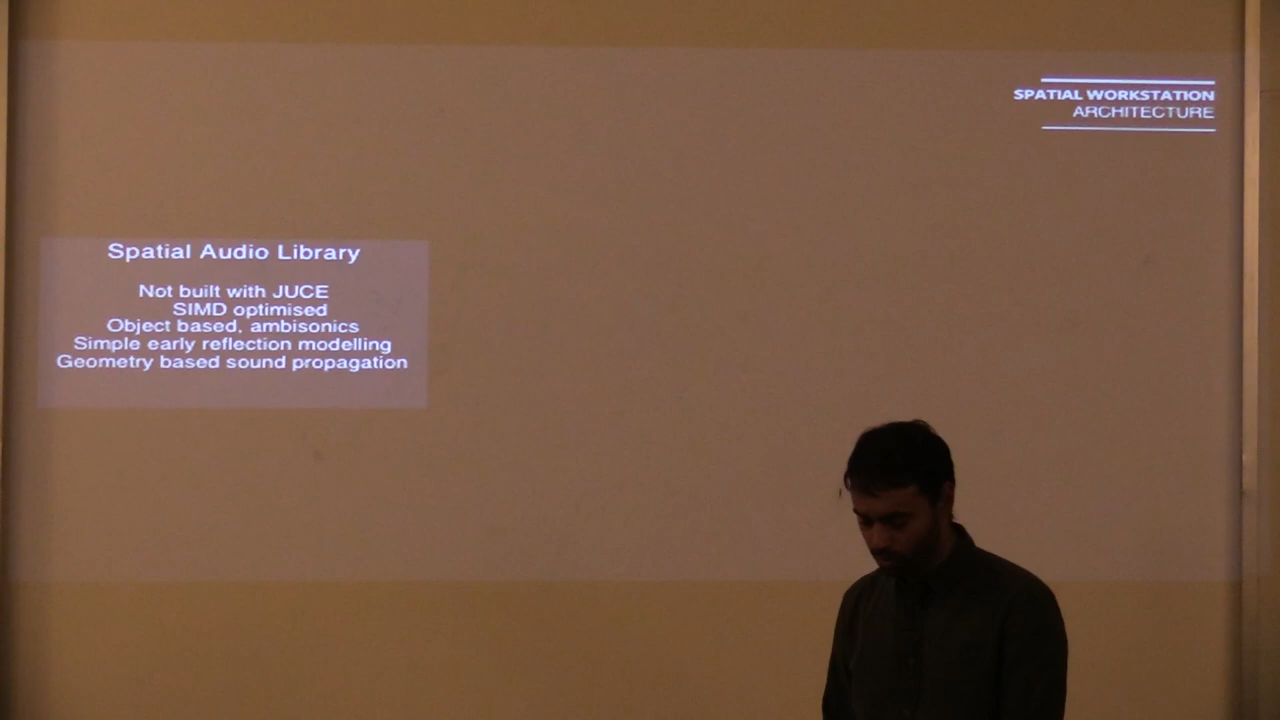 SPATIAL WORKSTATION
ARCHITECTURE
Spatial Audio Library
Not built with JUCE
SIMD optimised
Object based, ambisonics
Simple early reflection modelling
Geometry based sound propagation